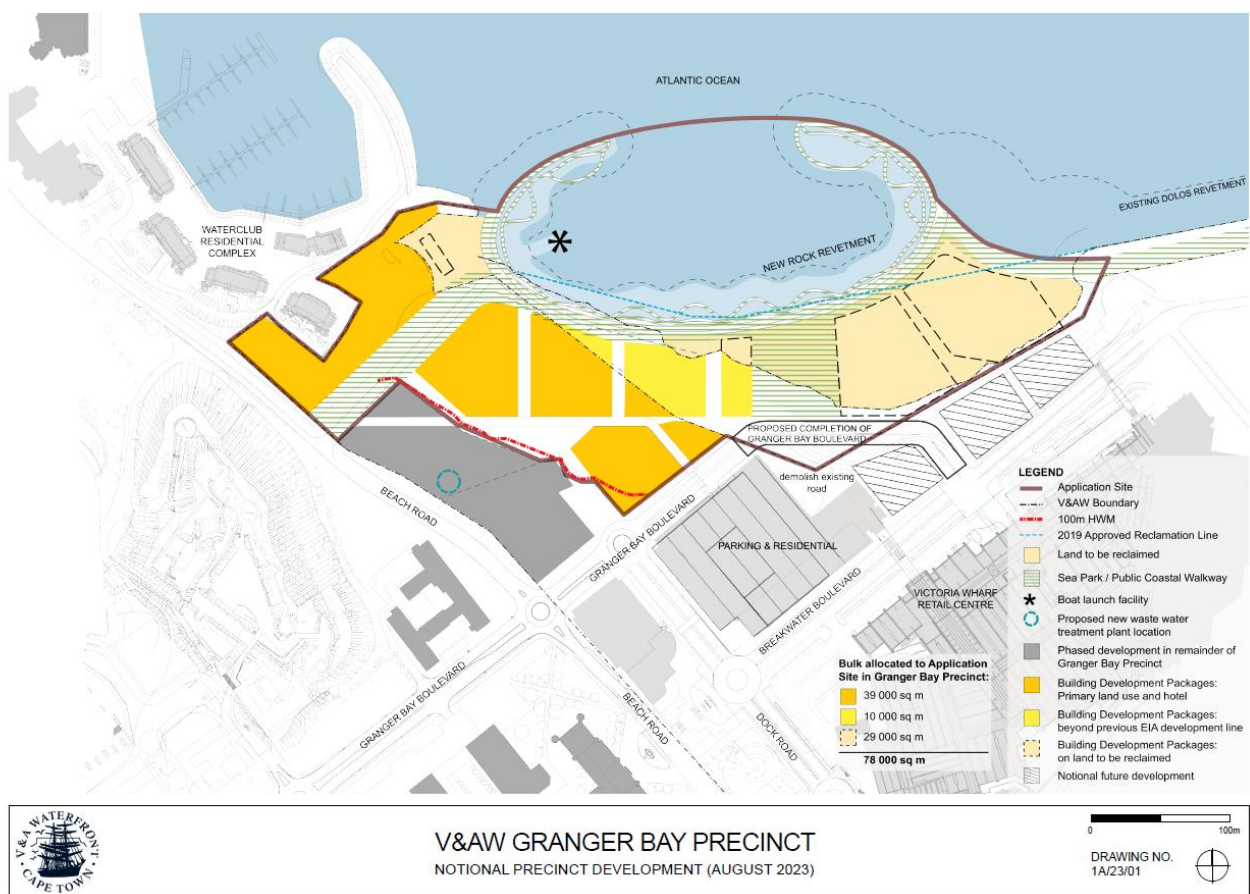 ATLANTIC OCEAN
EXISTING DOLOS REVETMENT
WATERCLUB
RESIDENTIAL
COMPLEX
*
NEW ROCK REVETMENT
PROPOSED COMPLETION OF
GRANGER BAY BOULEVARD
demolish existing
road
BEACH ROAD
GRANGER BAY BOULEVARD
PARKING & RESIDENTIAL
BREAKWATER BOULEVARD
VICTORIA WHARF
RETAIL CENTRE
GRANGER BAY BOULEVARD
BEACH ROAD
DOCK ROAD
LEGEND
Application Site
V&AW Boundary
100m HWM
2019 Approved Reclamation Line
Land to be reclaimed
Sea Park / Public Coastal Walkway
* Boat launch facility
Proposed new waste water
treatment plant location
Phased development in remainder of
Granger Bay Precinct
Building Development Packages:
Primary land use and hotel
Building Development Packages:
beyond previous EIA development line
Building Development Packages:
on land to be reclaimed
Notional future development
Bulk allocated to Application
Site in Granger Bay Precinct:
39 000 sq m
10 000 sq m
29 000 sq m
78 000 sq m
V&A WATERFRONT
CAPE TOWN
V&AW GRANGER BAY PRECINCT
NOTIONAL PRECINCT DEVELOPMENT (AUGUST 2023)
0 100m
DRAWING NO.
1A/23/01